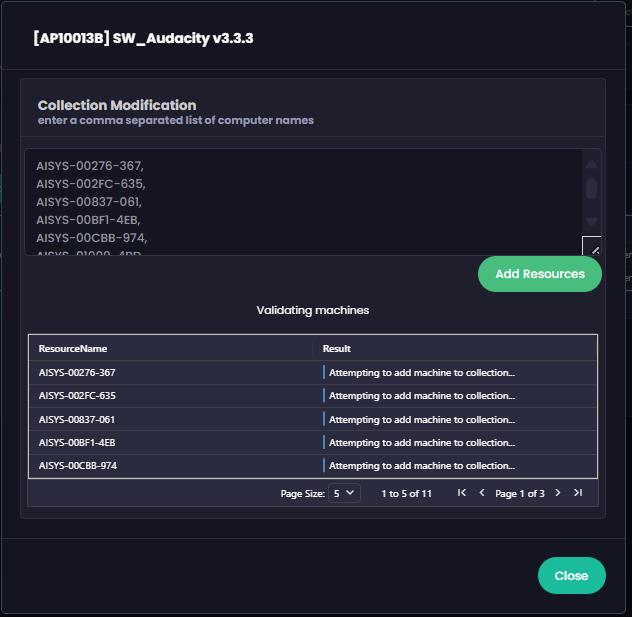 [AP10013B] SW_Audacity v3.3.3
Collection Modification
enter a comma separated list of computer names
AISYS-00276-367,
AISYS-002FC-635,
AISYS-00837-061,
AISYS-00BF1-4EB,
AISYS-00CBB-974,
Add Resources
Validating machines
ResourceName Result
AISYS-00276-367 Attempting to add machine to collection...
AISYS-002FC-635 Attempting to add machine to collection...
AISYS-00837-061 Attempting to add machine to collection...
AISYS-00BF1-4EB Attempting to add machine to collection...
AISYS-00CBB-974 Attempting to add machine to collection...
Page Size: 5 1 to 5 of 11 Page 1 of 3
Close